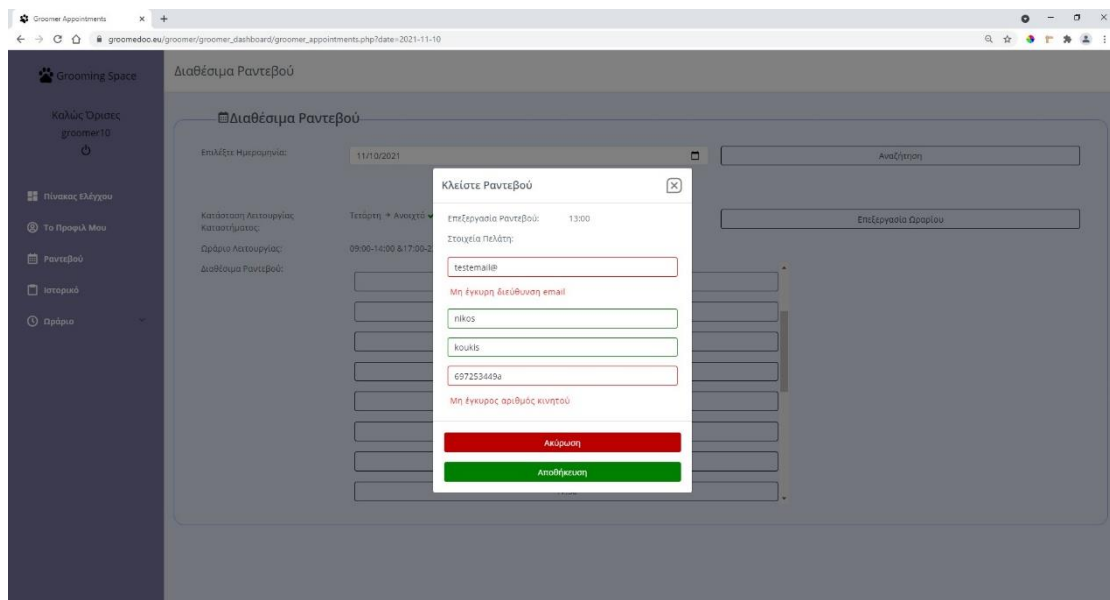 Groomer Appointments
groomedoo.eu/groomer/groomer_dashboard/groomer_appointments.php?date=2021-11-10
Grooming Space
Διαθέσιμα Ραντεβού
Καλώς Όρισες
groomer10
Διαθέσιμα Ραντεβού
Επιλέξτε Ημερομηνία:
11/10/2021
Αναζήτηση
Κλείστε Ραντεβού
Πίνακας Ελέγχου
Κατάσταση Λειτουργίας Καταστήματος:
Τετάρτη → Ανοιχτό
Επεξεργασία Ραντεβού: 13:00
Επεξεργασία Ωραρίου
Το Προφίλ Μου
Στοιχεία Πελάτη:
Ωράριο Λειτουργίας:
09:00-14:00 &17:00-2
Ραντεβού
Διαθέσιμα Ραντεβού:
testemail@
Μη έγκυρη διεύθυνση email
Ιστορικό
nikos
Ωράριο
koukis
697253449a
Μη έγκυρος αριθμός κινητού
Ακύρωση
Αποθήκευση